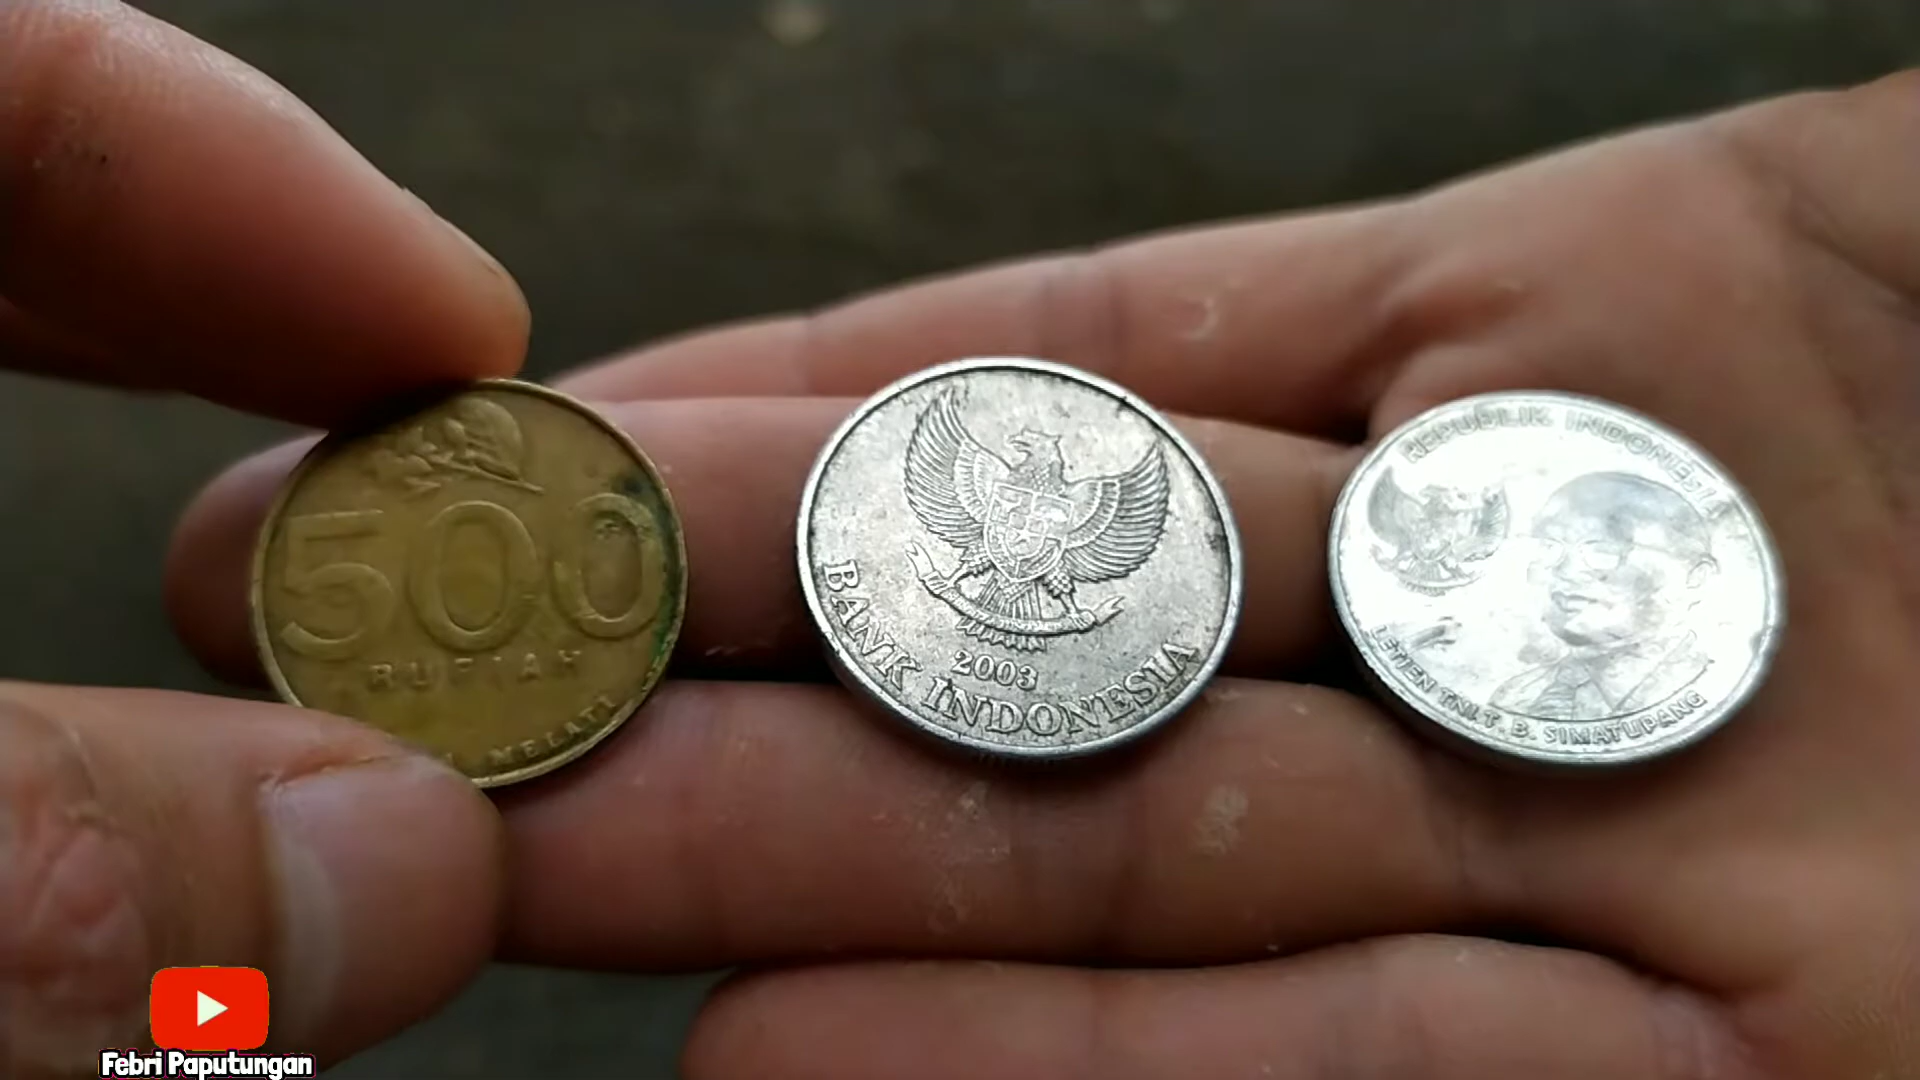 500
RUPIAH
MELATI
BANK INDONESIA
2003
REPUBLIK INDONESIA
LETJEN TNI T. B. SIMATUPANG
Febri Paputungan